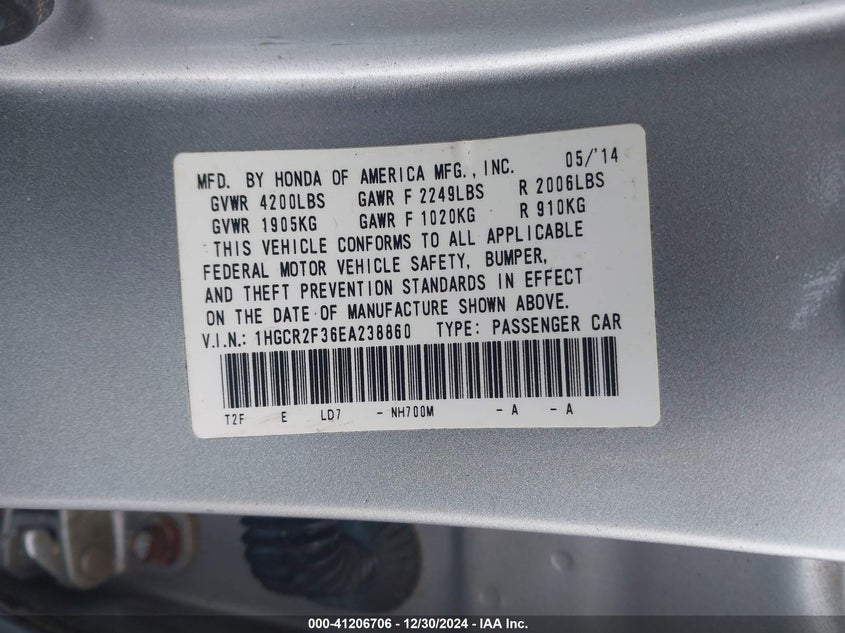 MFD. BY HONDA OF AMERICA MFG., INC. 05/'14
GVWR 4200LBS GAWR F 2249LBS R 2006LBS
GVWR 1905KG GAWR F 1020KG R 910KG
THIS VEHICLE CONFORMS TO ALL APPLICABLE
FEDERAL MOTOR VEHICLE SAFETY, BUMPER,
AND THEFT PREVENTION STANDARDS IN EFFECT
ON THE DATE OF MANUFACTURE SHOWN ABOVE.
V.I.N.: 1HGCR2F36EA238860 TYPE: PASSENGER CAR
T2F E LD7 - NH700M - A - A
000-41206706 - 12/30/2024 - IAA Inc.